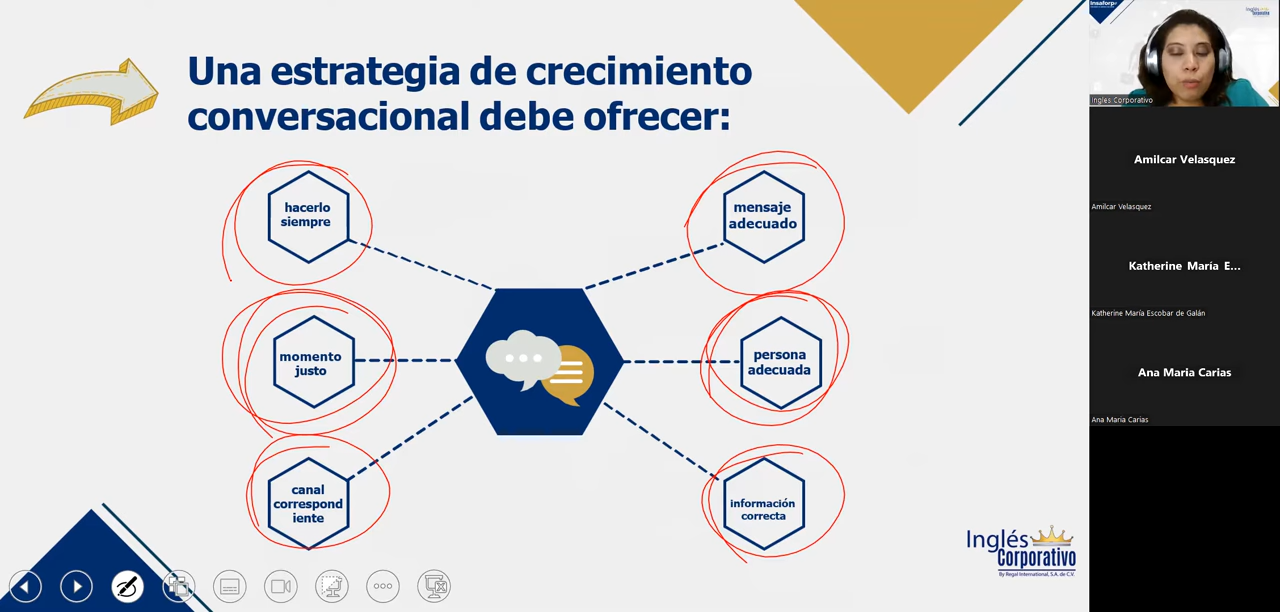 Una estrategia de crecimiento
conversacional debe ofrecer:
hacerlo
siempre
mensaje
adecuado
momento
justo
persona
adecuada
canal
correspond
iente
información
correcta
Inglés
Corporativo
By Regal International, S.A. de C.V.
Insaforp
Inglés Corporativo
Amilcar Velasquez
Amilcar Velasquez
Katherine María E...
Katherine María Escobar de Galán
Ana Maria Carias
Ana Maria Carias